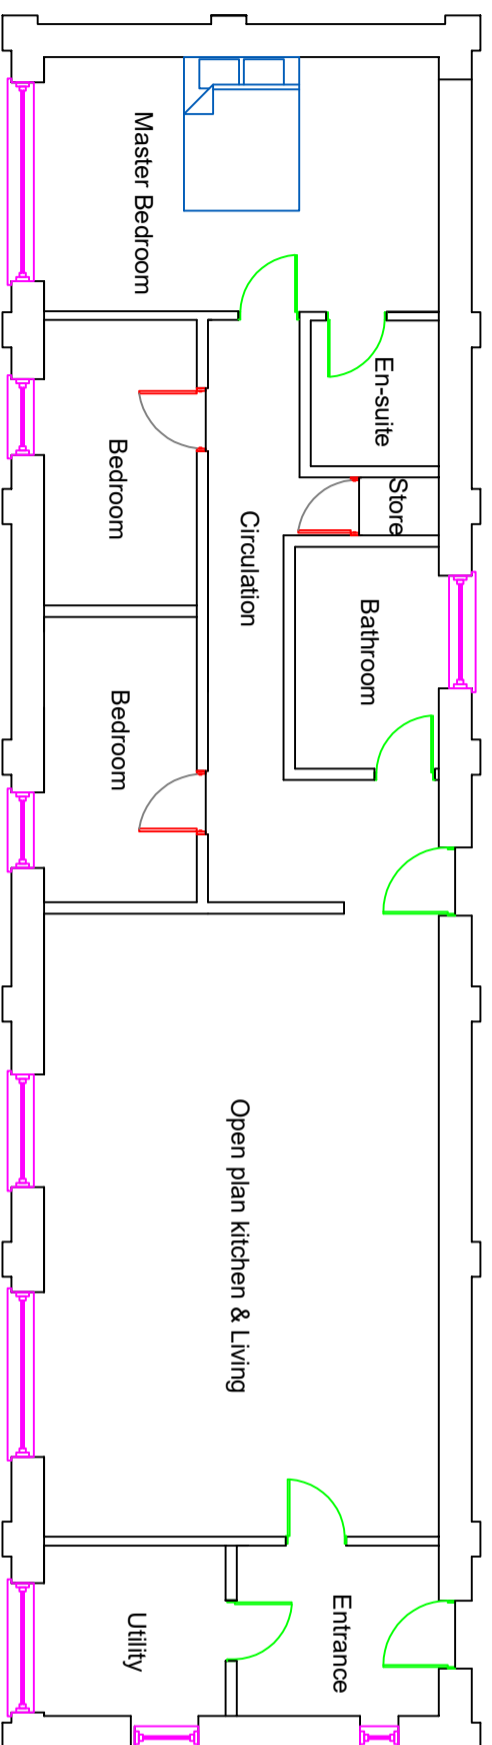 Master Bedroom
En-suite
Bedroom
Store
Circulation
Bathroom
Bedroom
Open plan kitchen & Living
Entrance
Utility